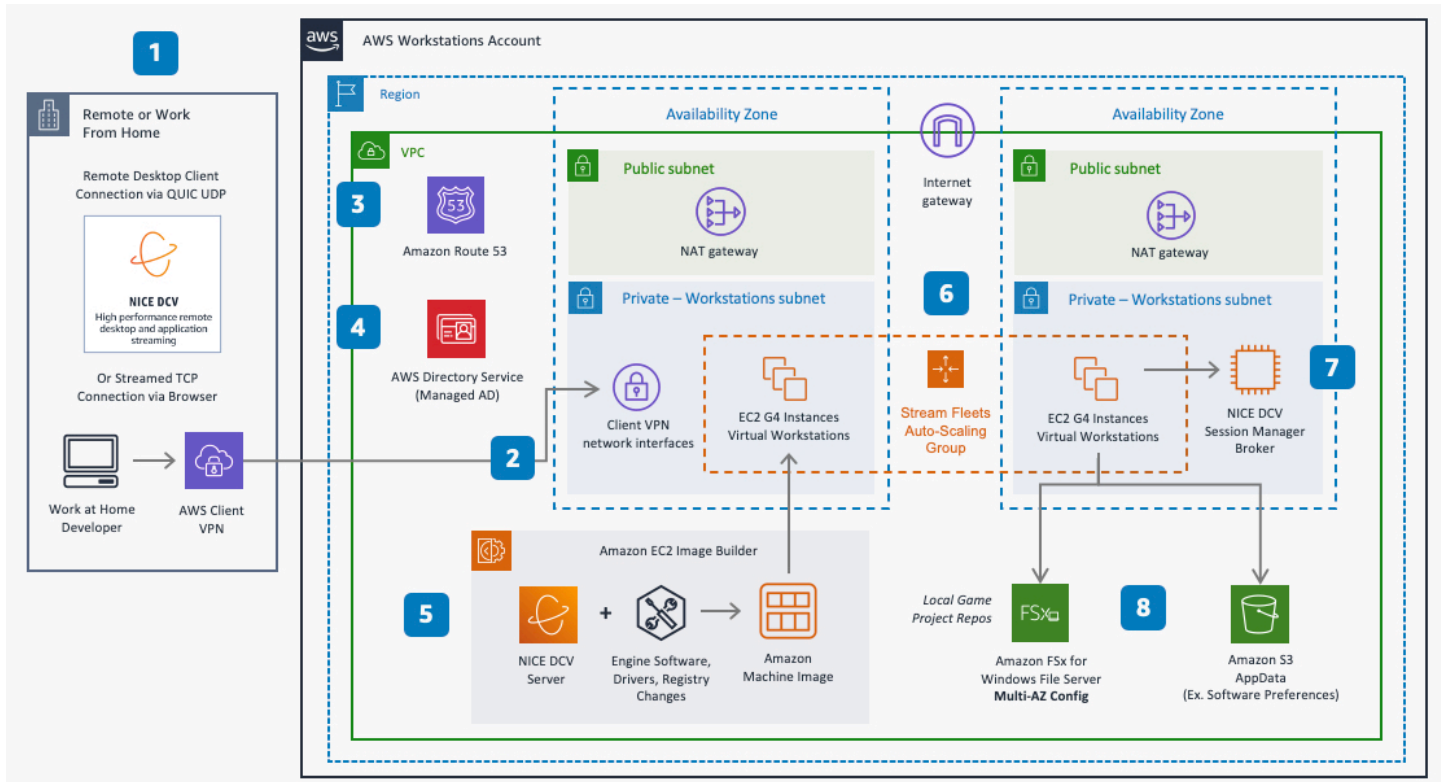 1
Remote or Work
From Home
Remote Desktop Client
Connection via QUIC UDP
NICE DCV
High performance remote
desktop and application
streaming
Or Streamed TCP
Connection via Browser
Work at Home
Developer
AWS Client
VPN
aws
AWS Workstations Account
Region
VPC
3
53
Amazon Route 53
4
AWS Directory Service
(Managed AD)
2
Availability Zone
Public subnet
NAT gateway
Private – Workstations subnet
Client VPN
network interfaces
EC2 G4 Instances
Virtual Workstations
Internet
gateway
6
Stream Fleets
Auto-Scaling
Group
Availability Zone
Public subnet
NAT gateway
Private – Workstations subnet
EC2 G4 Instances
Virtual Workstations
NICE DCV
Session Manager
Broker
7
5
Amazon EC2 Image Builder
NICE DCV
Server
+
Engine Software,
Drivers, Registry
Changes
Amazon
Machine Image
Local Game
Project Repos
FSx
8
Amazon FSx for
Windows File Server
Multi-AZ Config
Amazon S3
AppData
(Ex. Software Preferences)